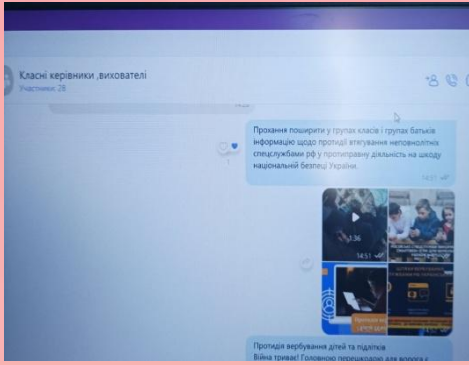 Класні керівники ,вихователі
Участники: 28
Прохання поширити у групах класів і групах батьків
інформацію щодо протидії втягування неповнолітніх
спецслужбами рф у протиправну діяльність на шкоду
національній безпеці України.
14:51
1:36
14:51
Протидія вербування дітей та підлітків
Війна триває! Головною перешкодою для ворога є